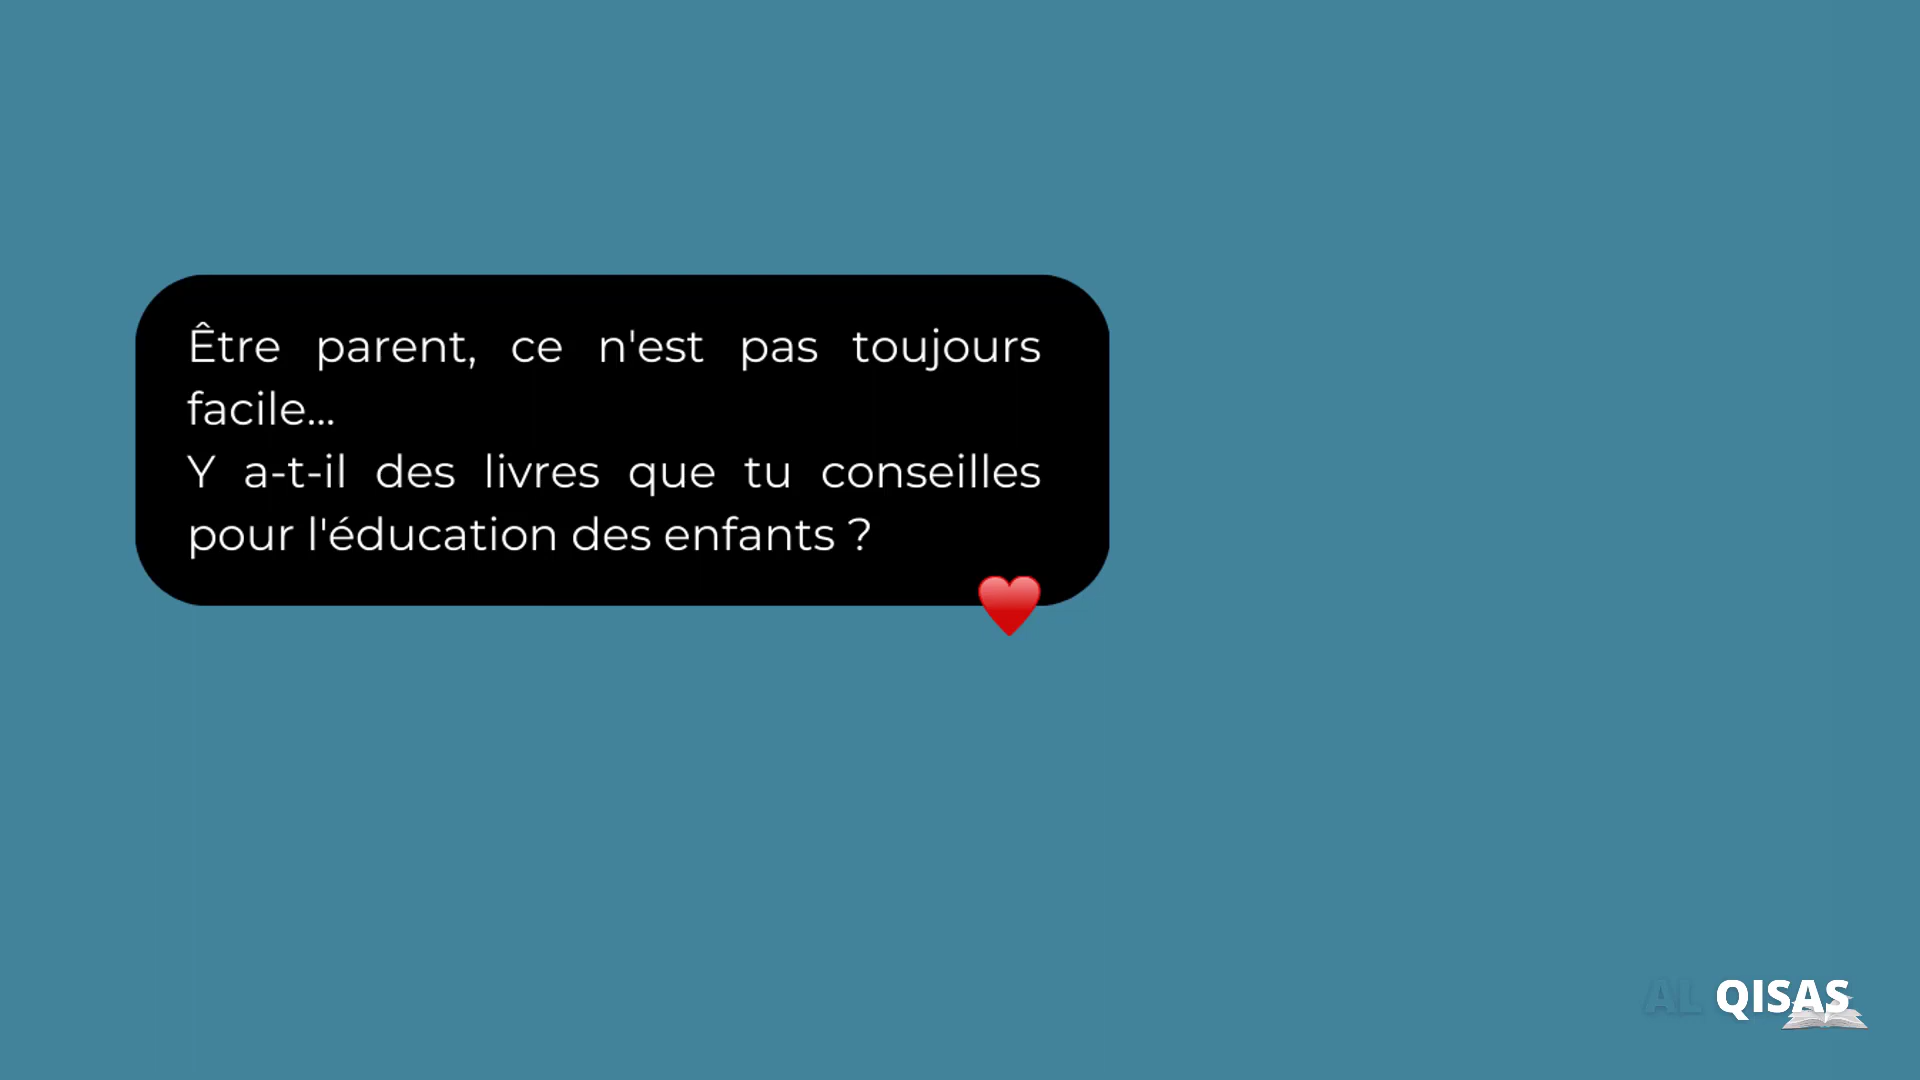 Être parent, ce n'est pas toujours
facile...
Y a-t-il des livres que tu conseilles
pour l'éducation des enfants ?
AL QISAS